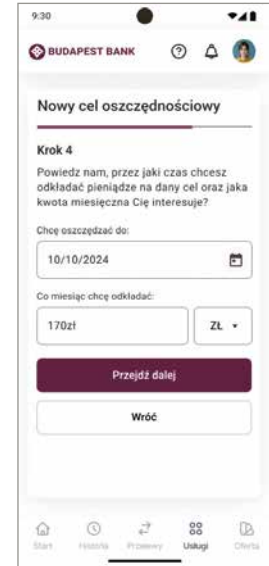 9:30
BUDAPEST BANK
Nowy cel oszczędnościowy
Krok 4
Powiedz nam, przez jaki czas chcesz
odkładać pieniądze na dany cel oraz jaka
kwota miesięczna Cię interesuje?
Chcę oszczędzać do:
10/10/2024
Co miesiąc chcę odkładać:
170zł
ZŁ
Przejdź dalej
Wróć
Start Historia Przelewy Usługi Oferta